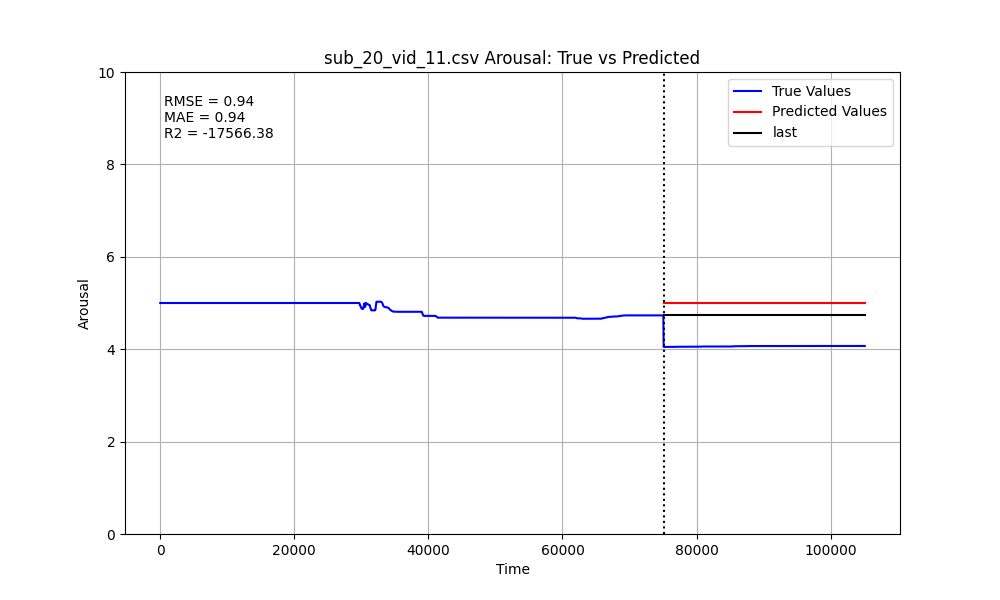 sub_20_vid_11.csv Arousal: True vs Predicted
10
8
6
4
2
0
Arousal
RMSE = 0.94
MAE = 0.94
R2 = -17566.38
True Values
Predicted Values
last
0
20000
40000
60000
80000
100000
Time